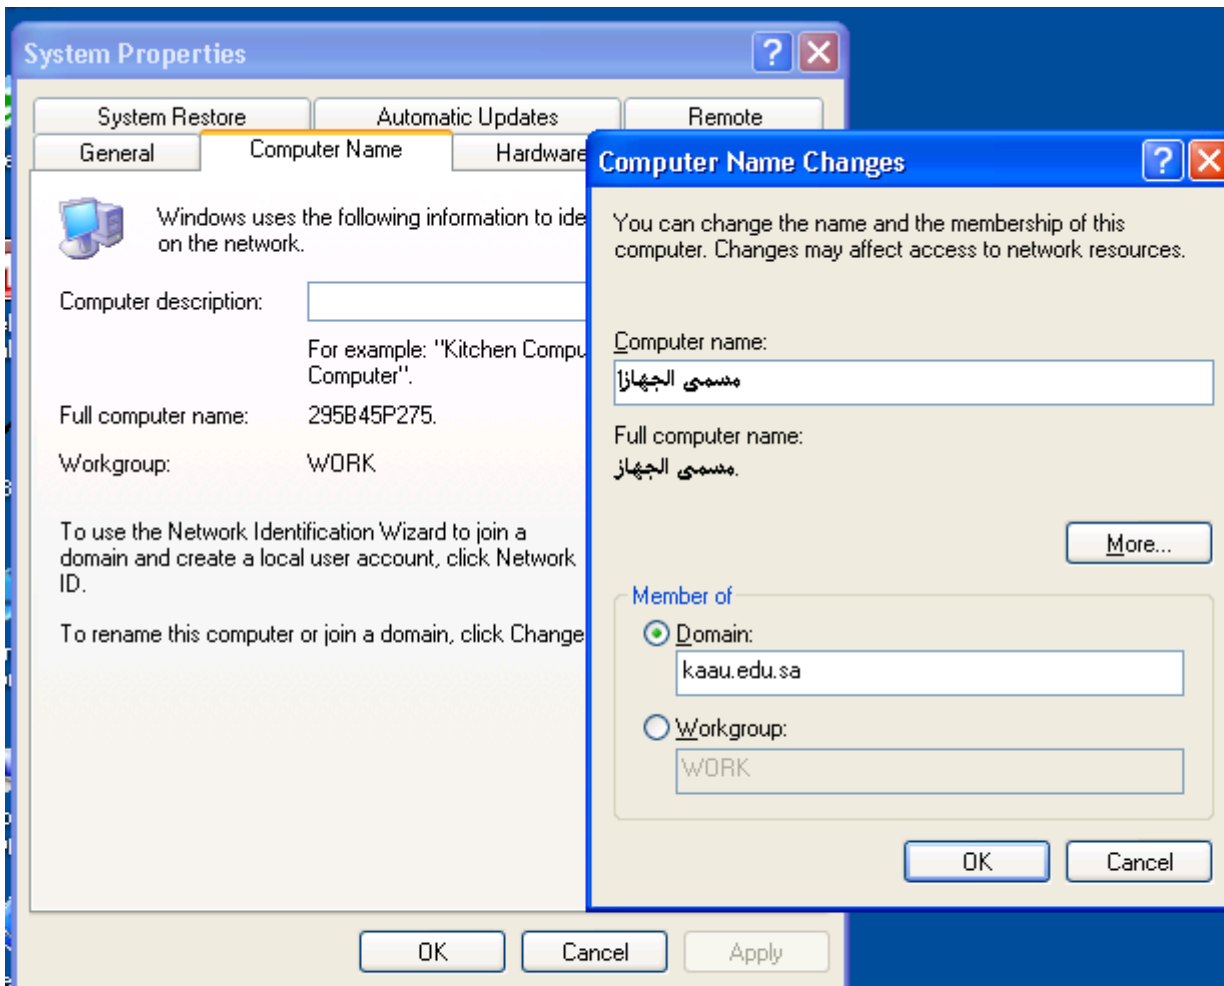 System Properties
System Restore
Automatic Updates
Remote
General
Computer Name
Hardware
Windows uses the following information to ide
on the network.
Computer description:
For example: "Kitchen Compu
Computer".
Full computer name:
295B45P275.
Workgroup:
WORK
To use the Network Identification Wizard to join a
domain and create a local user account, click Network
ID.
To rename this computer or join a domain, click Change
OK
Cancel
Apply
Computer Name Changes
You can change the name and the membership of this
computer. Changes may affect access to network resources.
Computer name:
مسمى الجهاز
Full computer name:
مسمى الجهاز.
More...
Member of
Domain:
kaau.edu.sa
Workgroup:
WORK
OK
Cancel